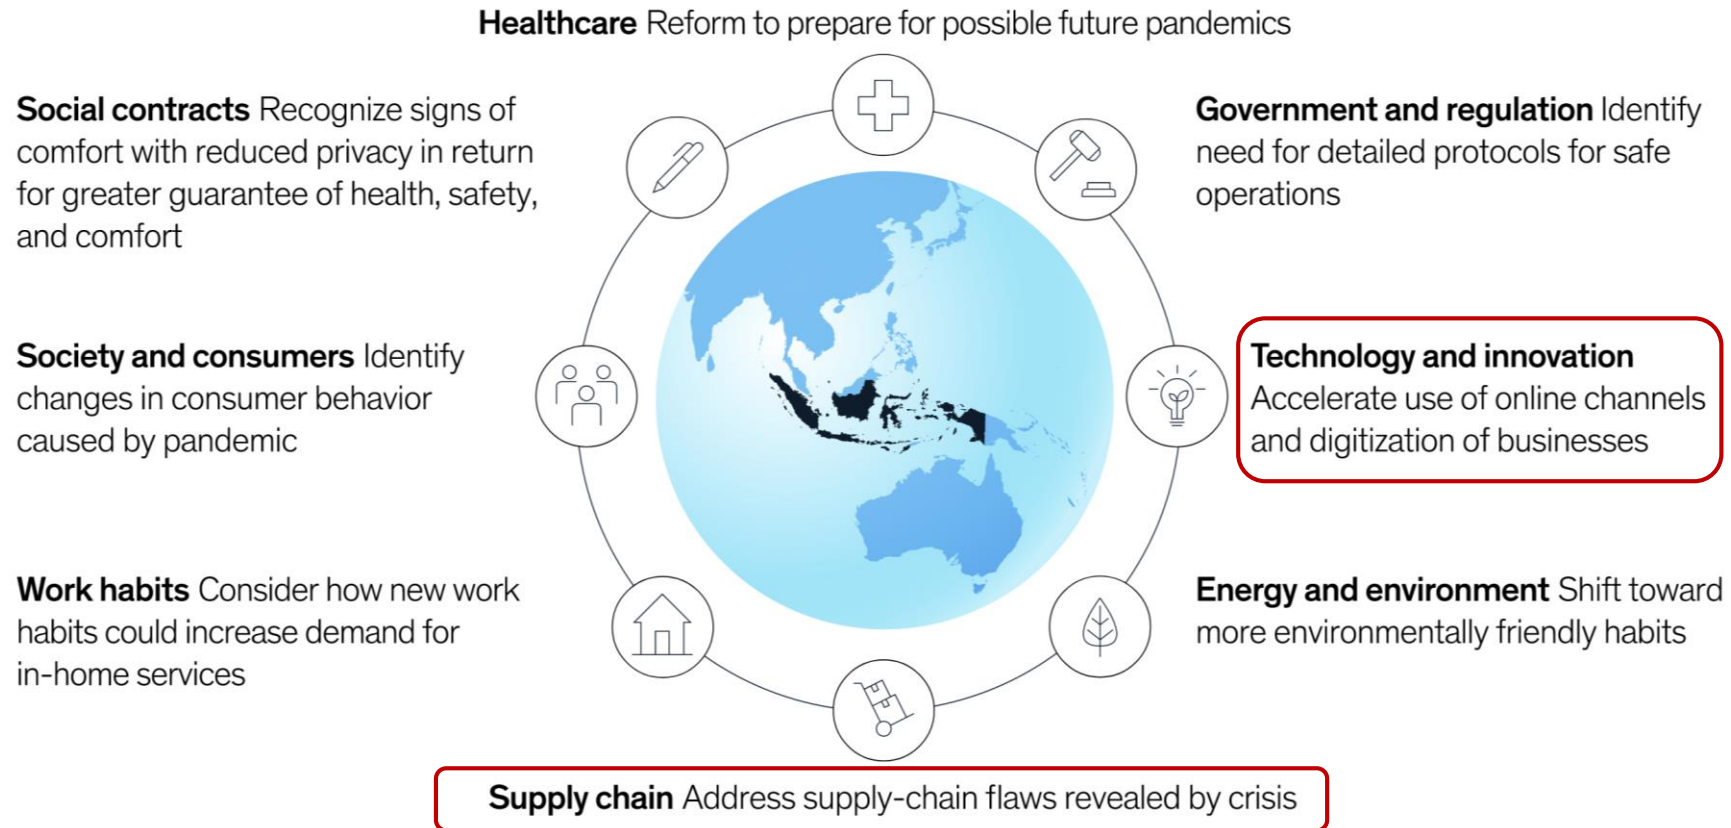 Healthcare Reform to prepare for possible future pandemics
Social contracts Recognize signs of
comfort with reduced privacy in return
for greater guarantee of health, safety,
and comfort
Government and regulation Identify
need for detailed protocols for safe
operations
Society and consumers Identify
changes in consumer behavior
caused by pandemic
Technology and innovation
Accelerate use of online channels
and digitization of businesses
Work habits Consider how new work
habits could increase demand for
in-home services
Energy and environment Shift toward
more environmentally friendly habits
Supply chain Address supply-chain flaws revealed by crisis